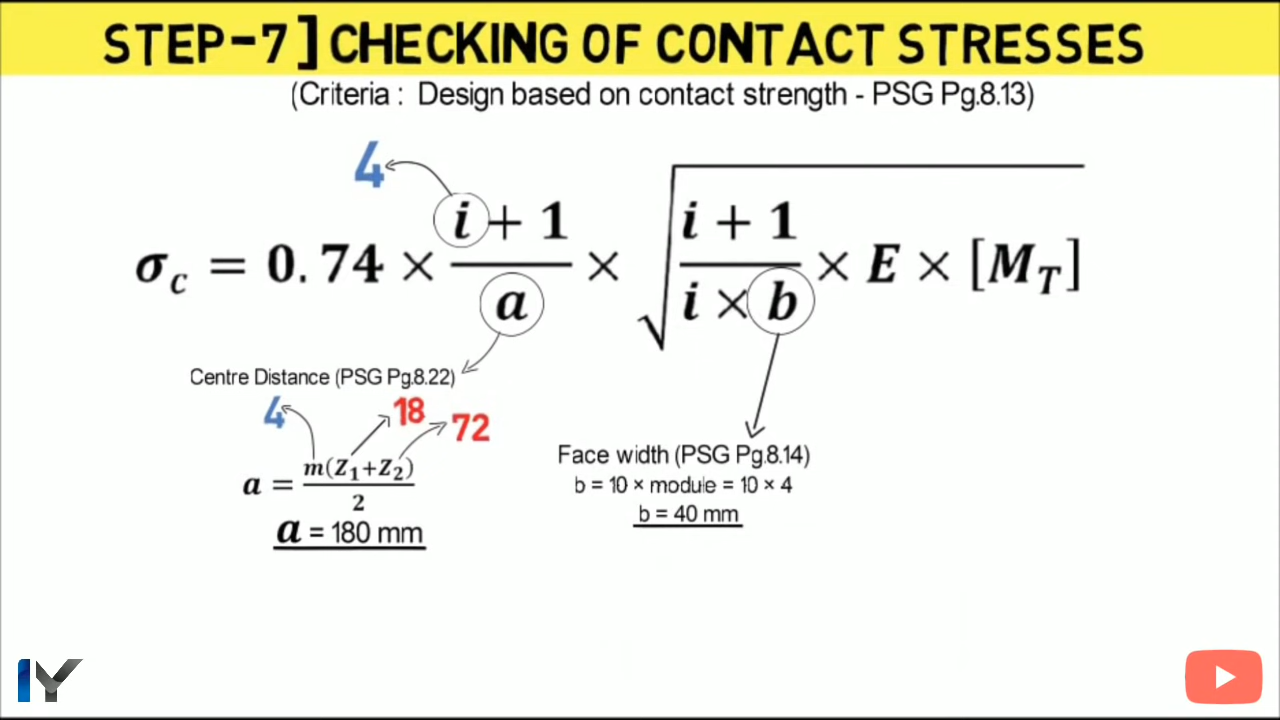 STEP-7] CHECKING OF CONTACT STRESSES
(Criteria : Design based on contact strength - PSG Pg.8.13)
4
σc = 0.74 × (i + 1)/a × √((i + 1)/(i × b) × E × [MT])
Centre Distance (PSG Pg.8.22)
4 18 72
a = m(Z1+Z2)/2
a = 180 mm
Face width (PSG Pg.8.14)
b = 10 × module = 10 × 4
b = 40 mm
IY